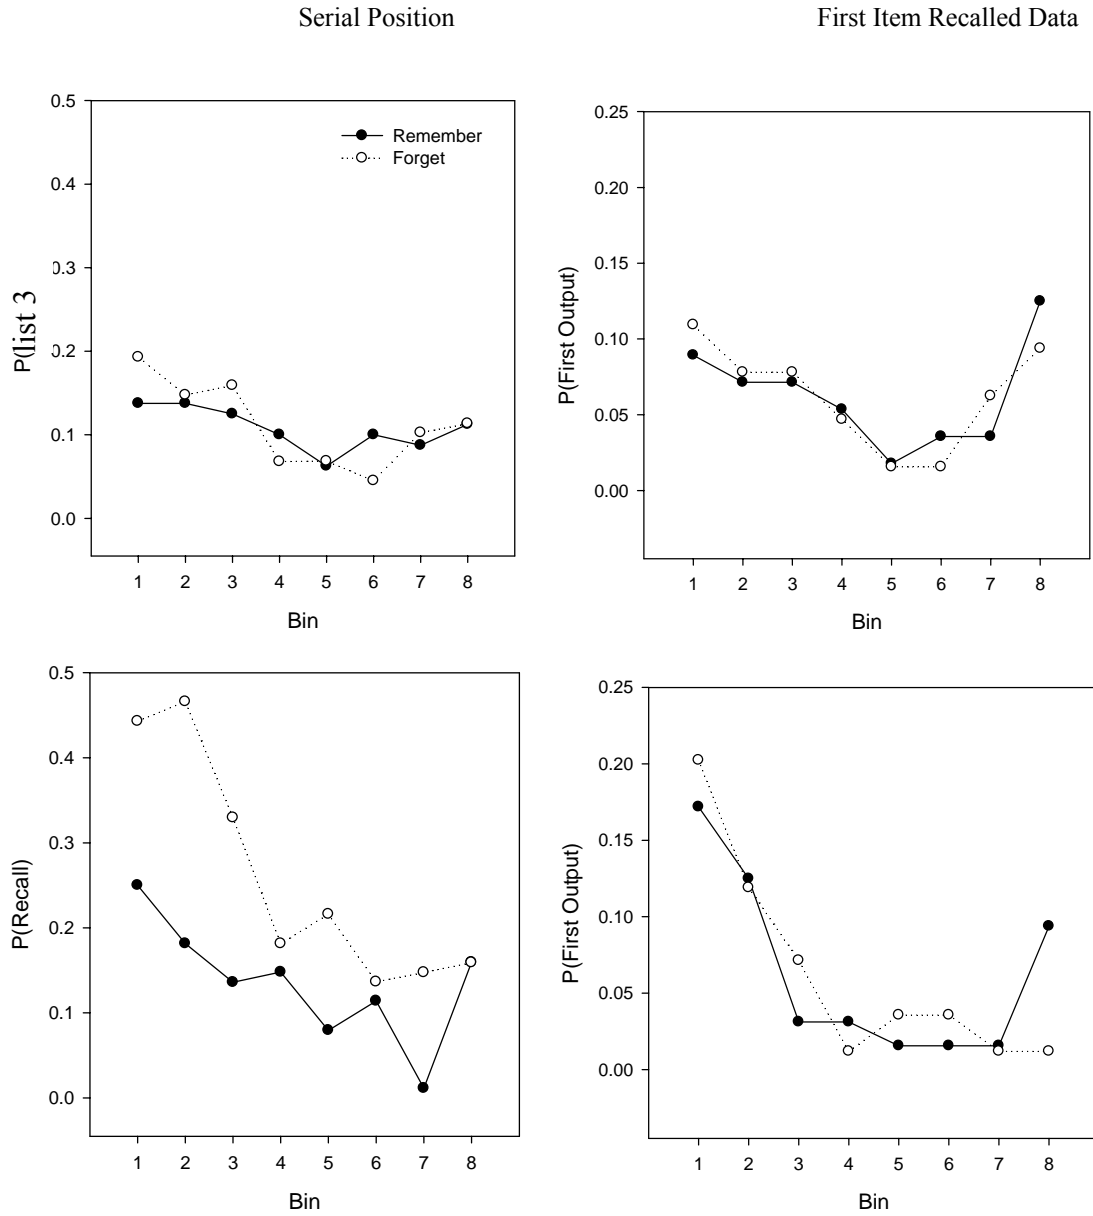 Serial Position
First Item Recalled Data
0.5
0.4
0.3
0.2
0.1
0.0
P(list 3
Remember
Forget
1 2 3 4 5 6 7 8
Bin
0.25
0.20
0.15
0.10
0.05
0.00
P(First Output)
1 2 3 4 5 6 7 8
Bin
0.5
0.4
0.3
0.2
0.1
0.0
P(Recall)
1 2 3 4 5 6 7 8
Bin
0.25
0.20
0.15
0.10
0.05
0.00
P(First Output)
1 2 3 4 5 6 7 8
Bin